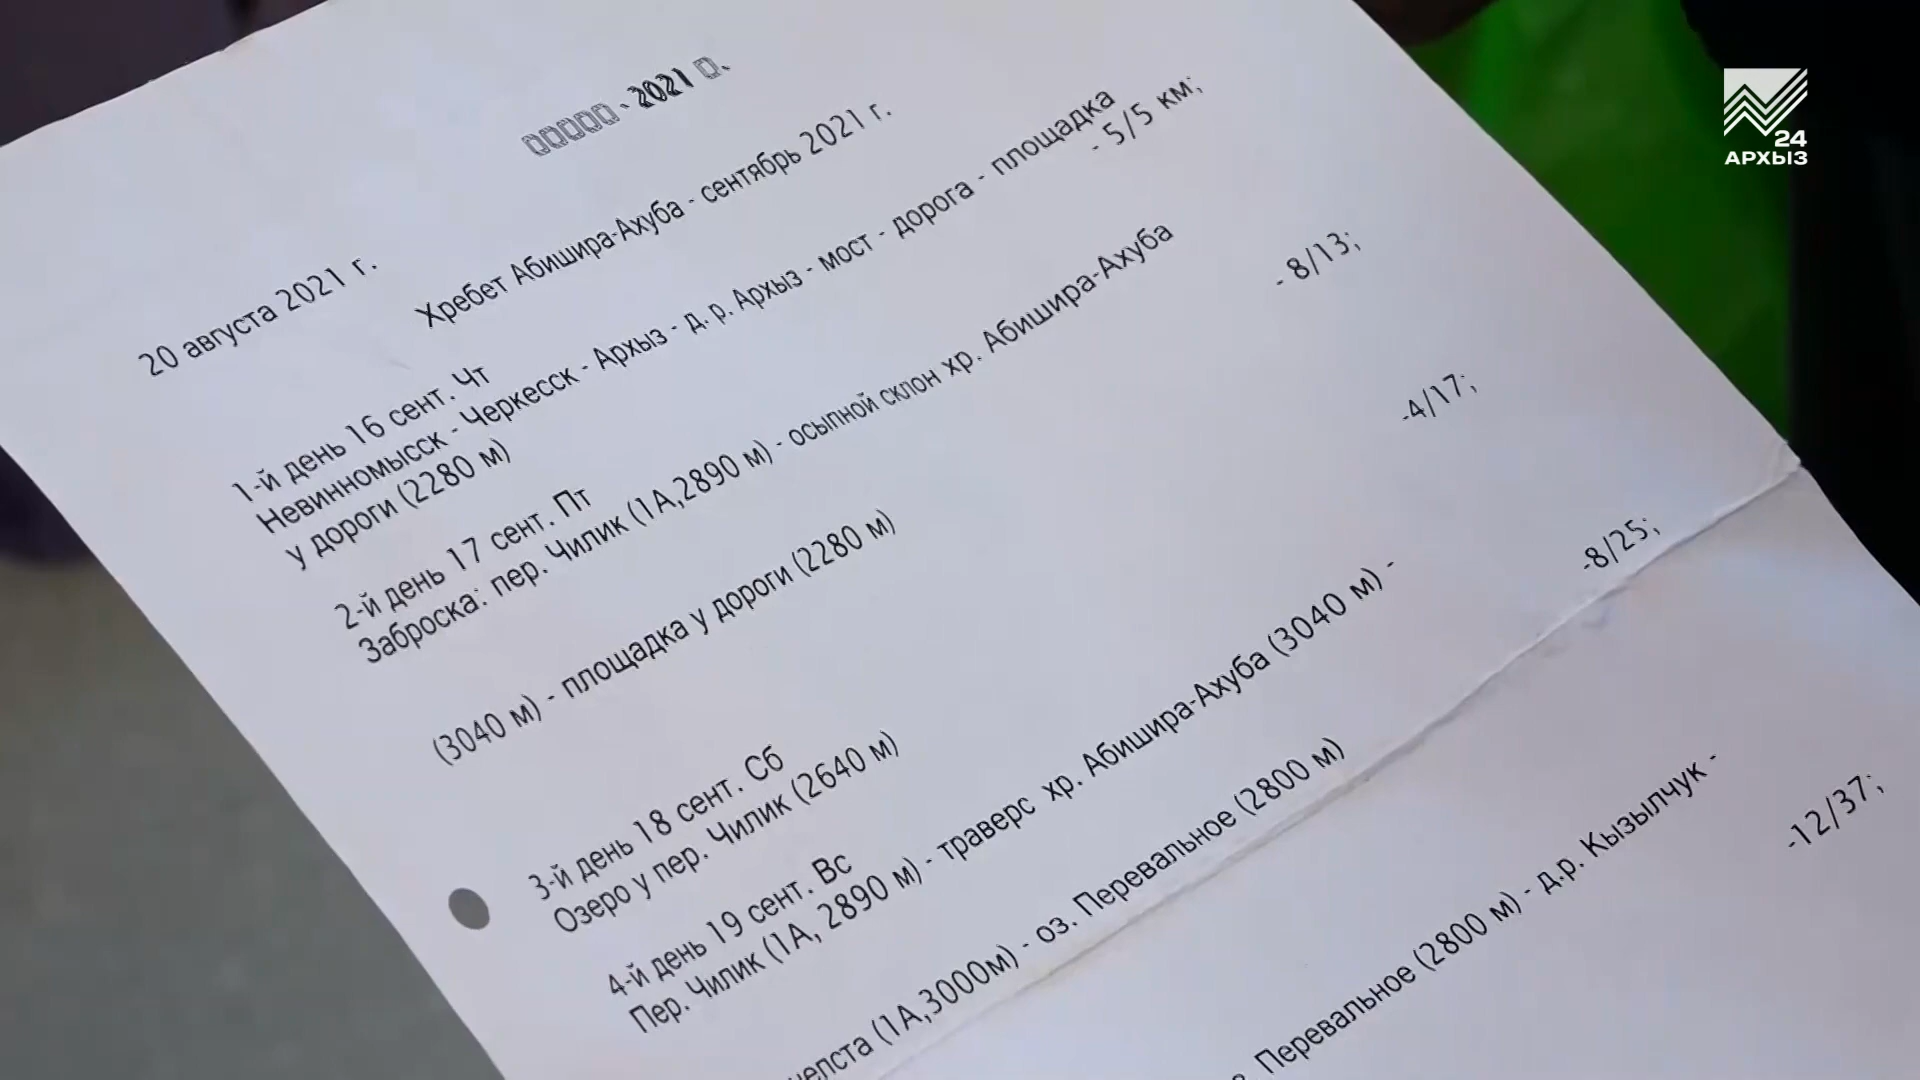 - 2021
20 августа 2021 г.
Хребет Абишира-Ахуба - сентябрь 2021 г.
1-й день 16 сент. Чт
Невинномысск - Черкесск - Архыз - д. р. Архыз - мост - дорога - площадка
у дороги (2280 м)
- 5/5 км;
2-й день 17 сент. Пт
Заброска: пер. Чилик (1А,2890 м) - осыпной склон хр. Абишира-Ахуба
(3040 м) - площадка у дороги (2280 м)
- 8/13;
3-й день 18 сент. Сб
Озеро у пер. Чилик (2640 м)
-4/17;
4-й день 19 сент. Вс
Пер. Чилик (1А, 2890 м) - траверс хр. Абишира-Ахуба (3040 м) -
(1А,3000м) - оз. Перевальное (2800 м)
-8/25;
Перевальное (2800 м) - д.р. Кызылчук -
-12/37;
24
АРХЫЗ